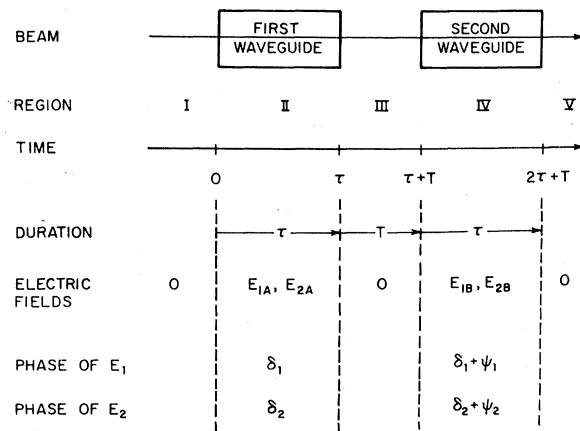 BEAM
FIRST
WAVEGUIDE
SECOND
WAVEGUIDE
REGION I II III IV V
TIME
0 τ τ+T 2τ+T
DURATION τ T τ
ELECTRIC
FIELDS
0 E1A, E2A 0 E1B, E2B 0
PHASE OF E1 δ1 δ1+ψ1
PHASE OF E2 δ2 δ2+ψ2